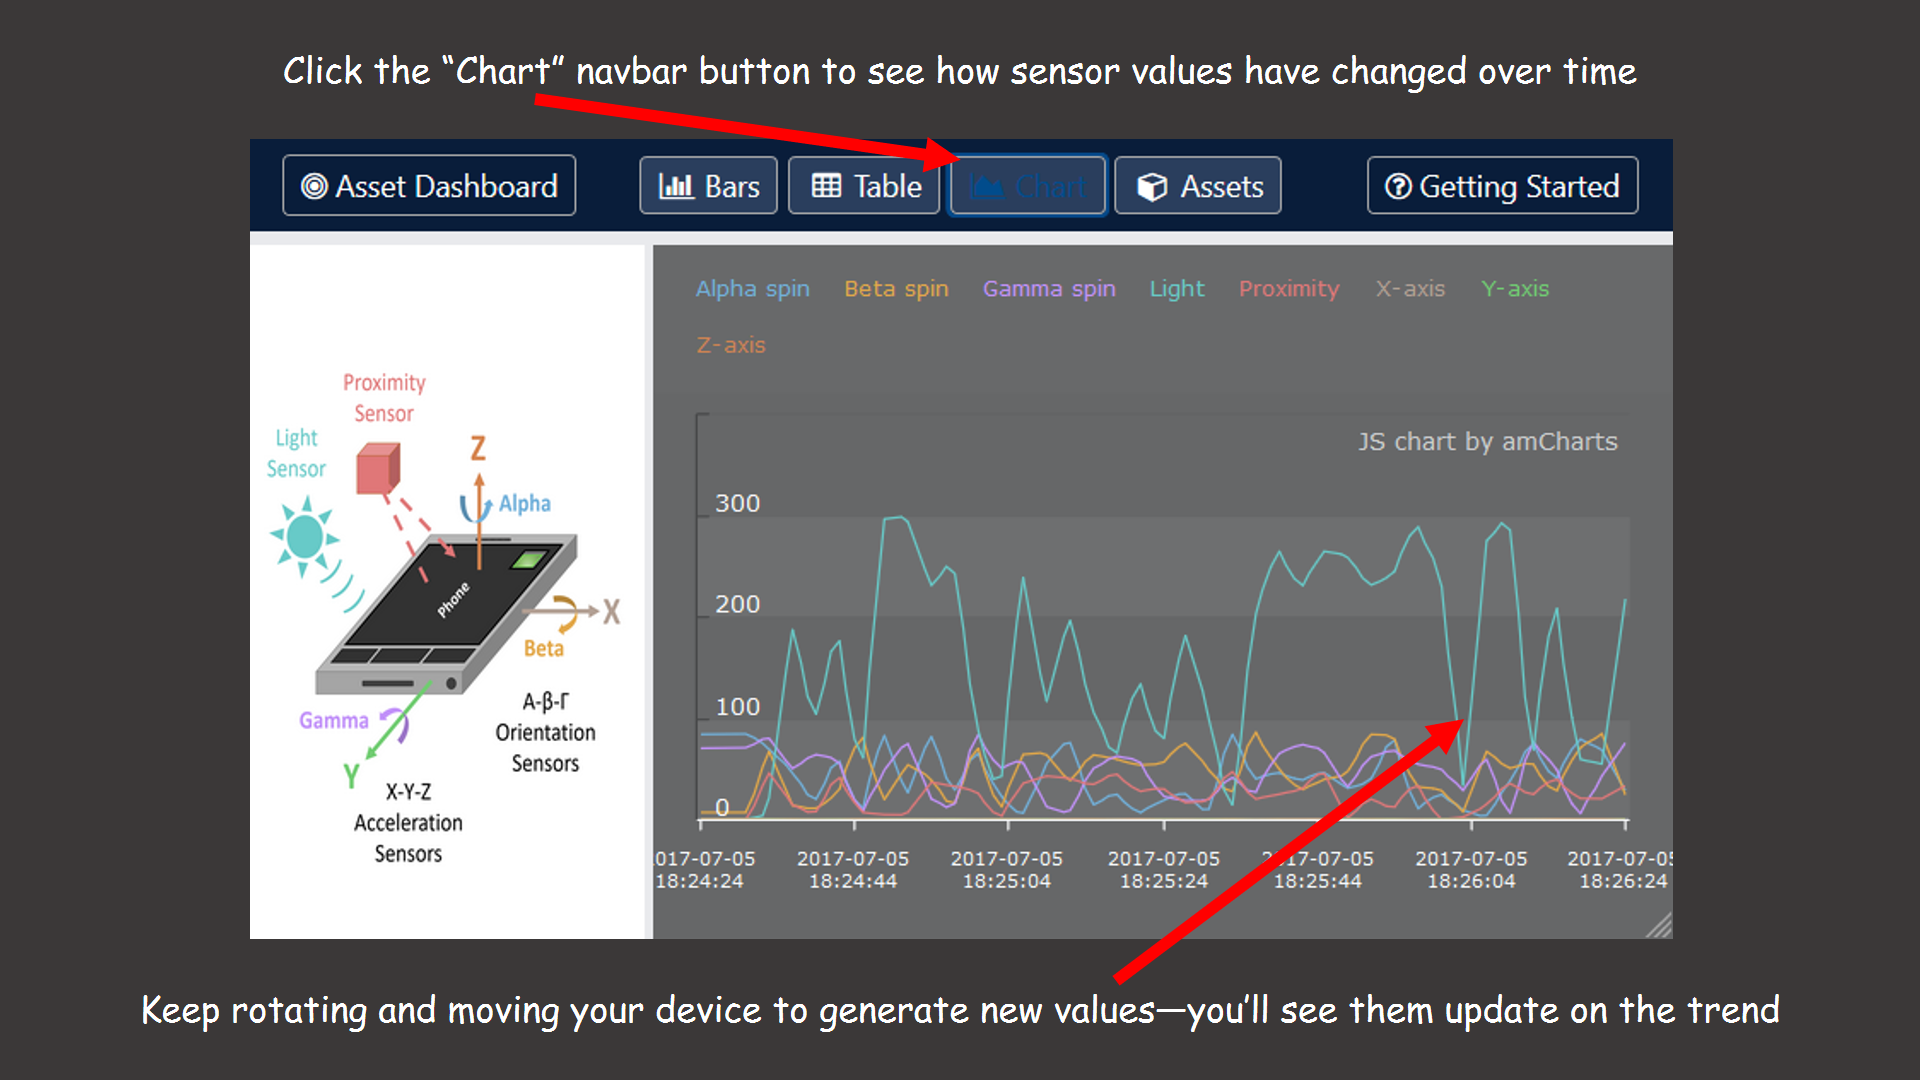 Click the “Chart” navbar button to see how sensor values have changed over time
Asset Dashboard
Bars
Table
Chart
Assets
Getting Started
Alpha spin
Beta spin
Gamma spin
Light
Proximity
X-axis
Y-axis
Z-axis
Proximity
Sensor
Light
Sensor
Z
Alpha
Phone
X
Beta
Gamma
Y
A-β-Γ
Orientation
Sensors
X-Y-Z
Acceleration
Sensors
JS chart by amCharts
300
200
100
0
2017-07-05
18:24:24
2017-07-05
18:24:44
2017-07-05
18:25:04
2017-07-05
18:25:24
2017-07-05
18:25:44
2017-07-05
18:26:04
2017-07-05
18:26:24
Keep rotating and moving your device to generate new values—you’ll see them update on the trend